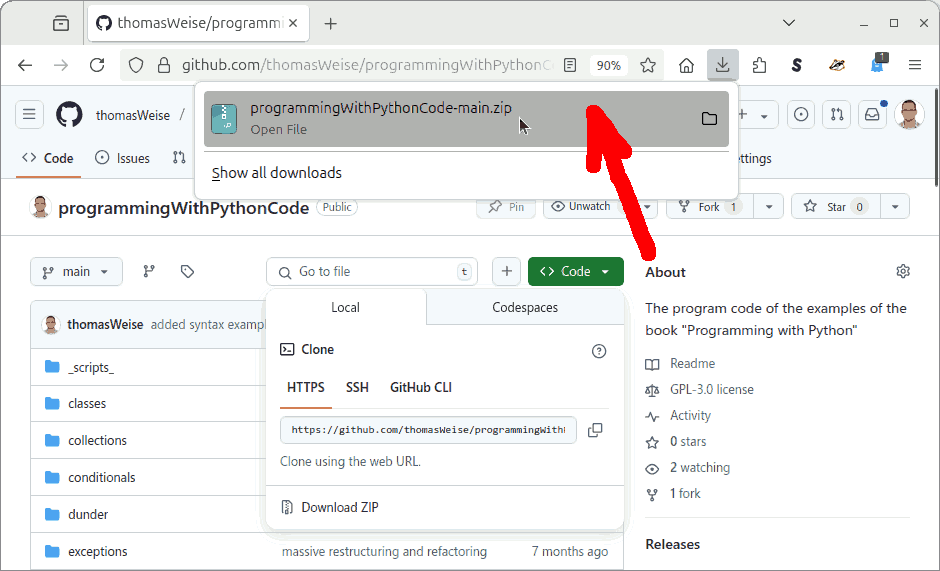 thomasWeise/programmi
github.com/thomasWeise/programmingWithPythonC
90%
S
1
programmingWithPythonCode-main.zip
Open File
Show all downloads
thomasWeise /
Code
Issues
ettings
programmingWithPythonCode
Public
Pin
Unwatch
Fork 1
Star 0
main
Go to file
t
Code
About
Local
Codespaces
The program code of the examples of the
book "Programming with Python"
thomasWeise added syntax exampl
Clone
Readme
_scripts_
HTTPS
SSH
GitHub CLI
GPL-3.0 license
classes
Activity
https://github.com/thomasWeise/programmingWith
collections
0 stars
Clone using the web URL.
2 watching
conditionals
1 fork
Download ZIP
dunder
Releases
exceptions
massive restructuring and refactoring
7 months ago